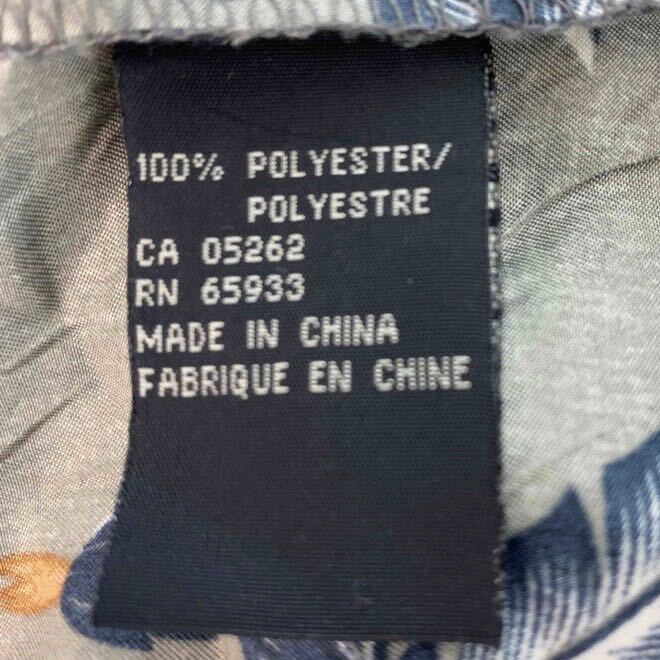 100% POLYESTER/
POLYESTRE
CA 05262
RN 65933
MADE IN CHINA
FABRIQUE EN CHINE